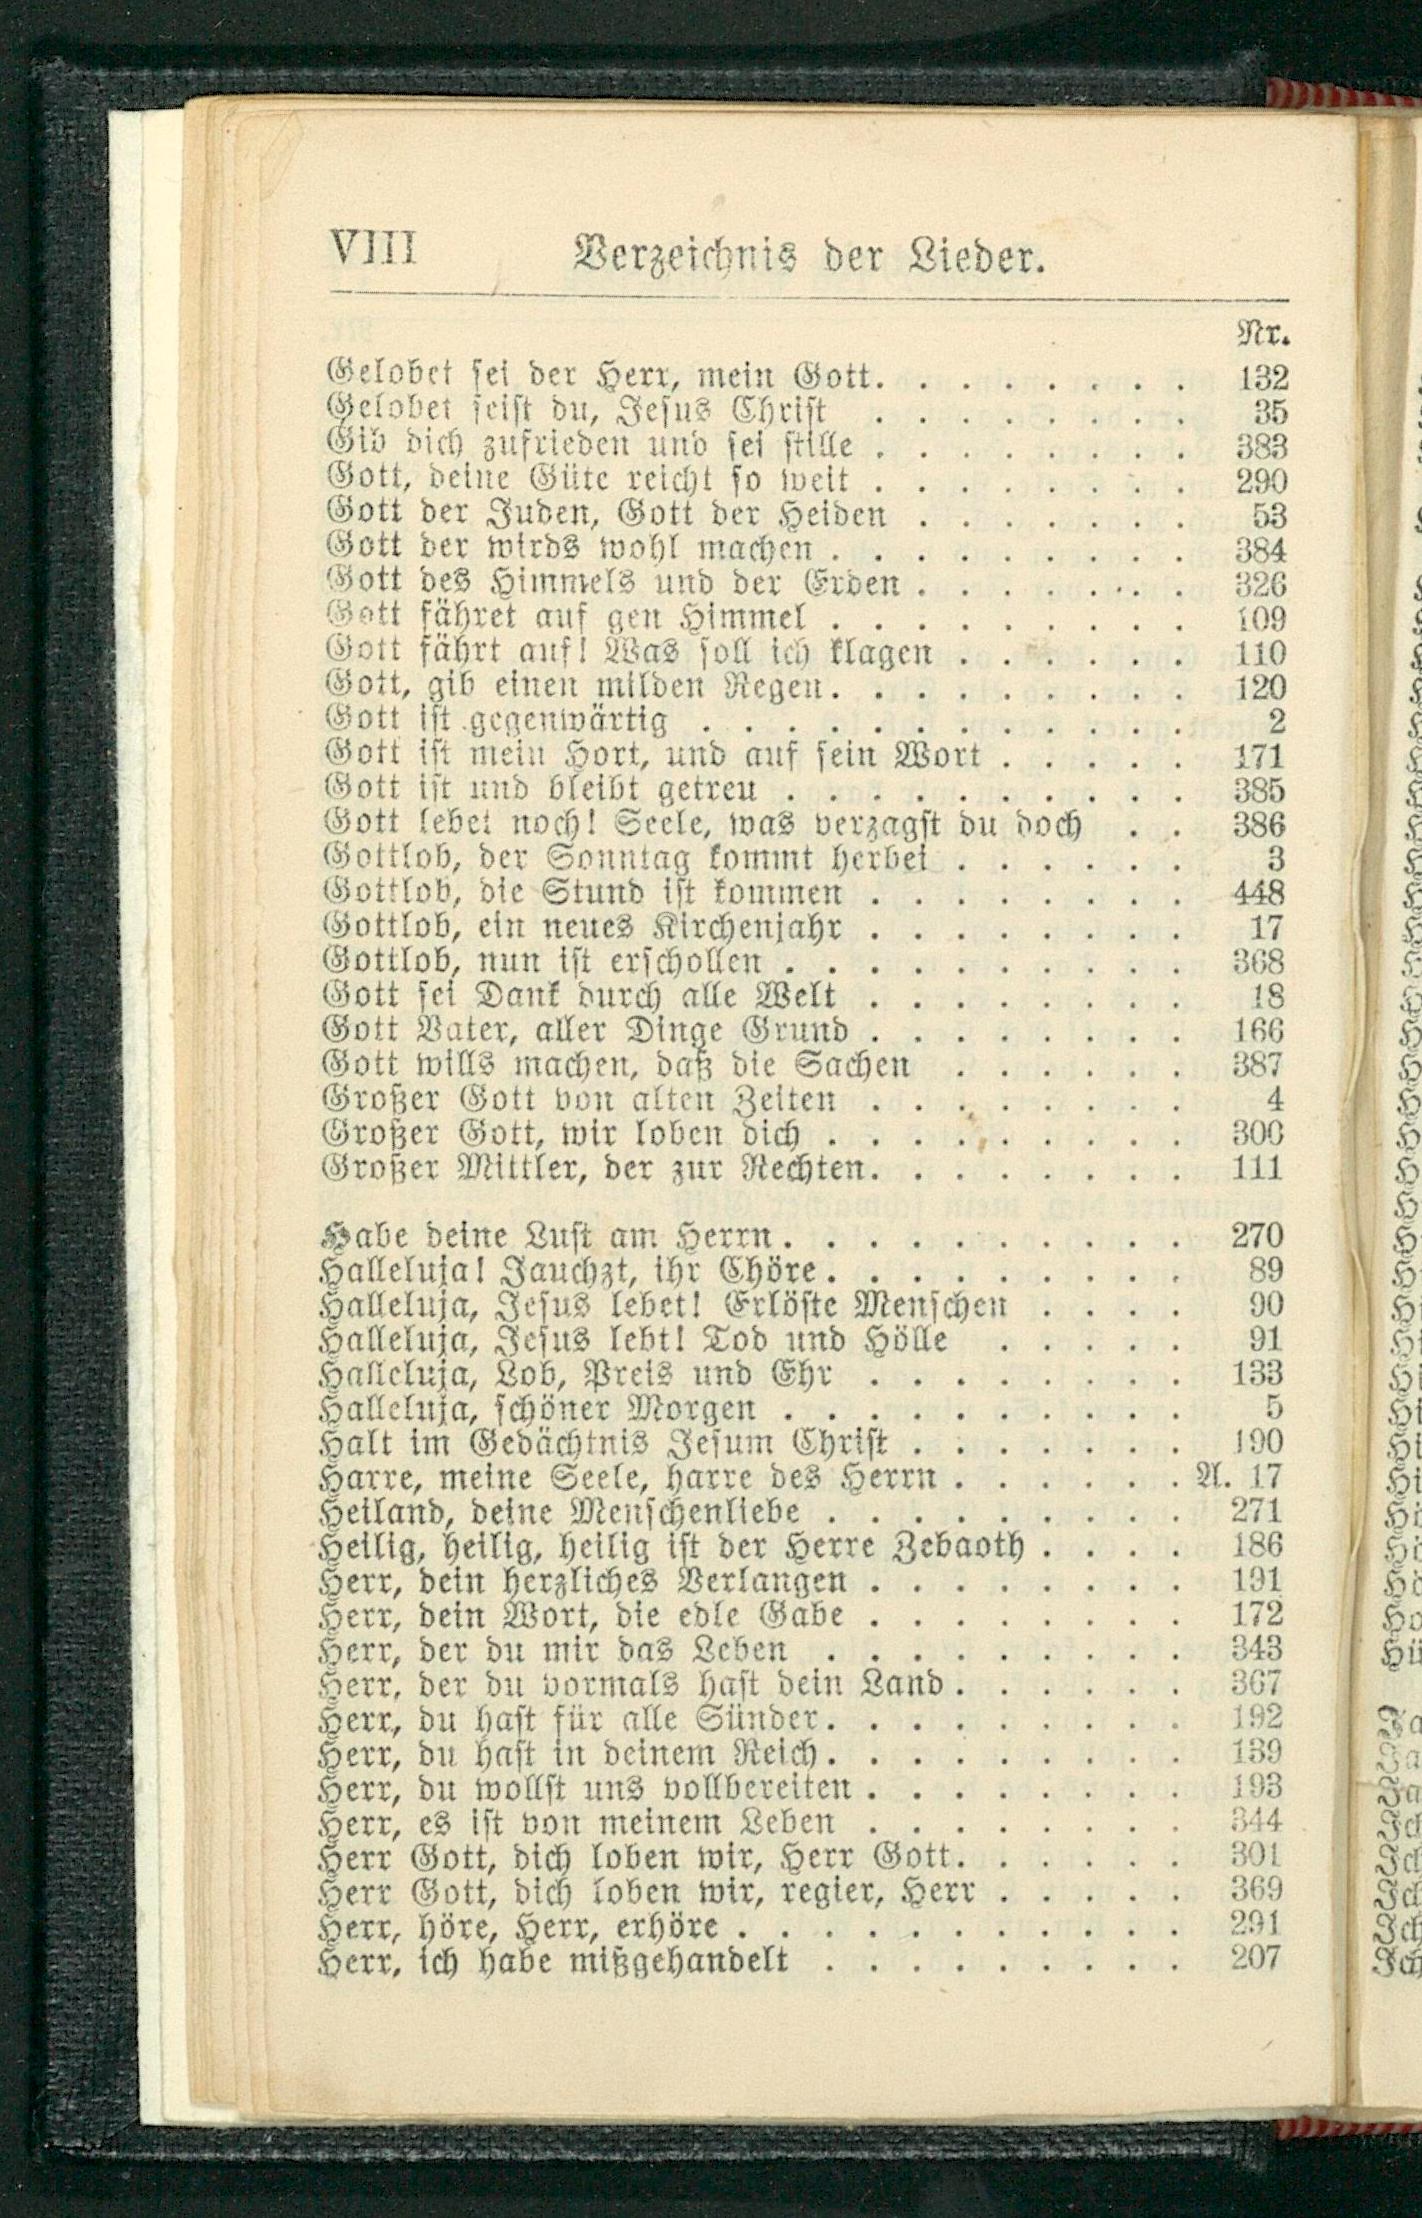 VIII Verzeichnis der Lieder.
Nr.
Gelobet sei der Herr, mein Gott. . . . . . . . 132
Gelobet seist du, Jesus Christ . . . . . . . . 35
Gib dich zufrieden und sei stille . . . . . . . . 383
Gott, deine Güte reicht so weit . . . . . . . . 290
Gott der Juden, Gott der Heiden . . . . . . . 53
Gott der wirds wohl machen . . . . . . . . . 384
Gott des Himmels und der Erden . . . . . . . 326
Gott fähret auf gen Himmel . . . . . . . . . 109
Gott fährt auf! Was soll ich klagen . . . . . . 110
Gott, gib einen milden Regen. . . . . . . . . 120
Gott ist gegenwärtig . . . . . . . . . . . . 2
Gott ist mein Hort, und auf sein Wort . . . . . 171
Gott ist und bleibt getreu . . . . . . . . . . 385
Gott lebet noch! Seele, was verzagst du doch . . 386
Gottlob, der Sonntag kommt herbei . . . . . . 3
Gottlob, die Stund ist kommen . . . . . . . . 448
Gottlob, ein neues Kirchenjahr . . . . . . . . 17
Gottlob, nun ist erschollen . . . . . . . . . . 368
Gott sei Dank durch alle Welt . . . . . . . . 18
Gott Vater, aller Dinge Grund . . . . . . . . 166
Gott wills machen, daß die Sachen . . . . . . 387
Großer Gott von alten Zeiten . . . . . . . . 4
Großer Gott, wir loben dich . . . . . . . . . 300
Großer Mittler, der zur Rechten. . . . . . . . 111
Habe deine Lust am Herrn. . . . . . . . . . 270
Halleluja! Jauchzt, ihr Chöre. . . . . . . . . 89
Halleluja, Jesus lebet! Erlöste Menschen . . . . 90
Halleluja, Jesus lebt! Tod und Hölle . . . . . 91
Halleluja, Lob, Preis und Ehr . . . . . . . . 133
Halleluja, schöner Morgen . . . . . . . . . . 5
Halt im Gedächtnis Jesum Christ . . . . . . . 190
Harre, meine Seele, harre des Herrn . . . . . . A. 17
Heiland, deine Menschenliebe . . . . . . . . . 271
Heilig, heilig, heilig ist der Herre Zebaoth . . . . 186
Herr, dein herzliches Verlangen . . . . . . . . 191
Herr, dein Wort, die edle Gabe . . . . . . . . 172
Herr, der du mir das Leben . . . . . . . . . 343
Herr, der du vormals hast dein Land . . . . . . 367
Herr, du hast für alle Sünder. . . . . . . . . 192
Herr, du hast in deinem Reich. . . . . . . . . 139
Herr, du wollst uns vollbereiten . . . . . . . . 193
Herr, es ist von meinem Leben . . . . . . . . 344
Herr Gott, dich loben wir, Herr Gott. . . . . . 301
Herr Gott, dich loben wir, regier, Herr . . . . . 369
Herr, höre, Herr, erhöre . . . . . . . . . . . 291
Herr, ich habe mißgehandelt . . . . . . . . . 207